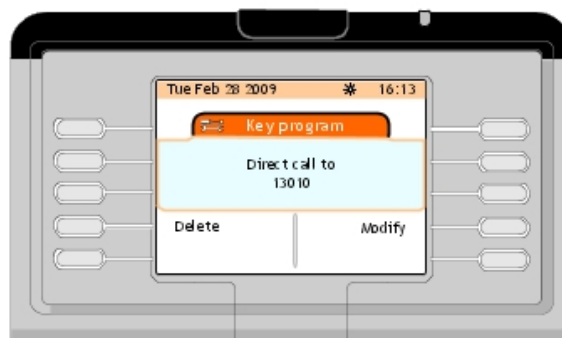 Tue Feb 28 2009 16:13
Key program
Direct call to
13010
Delete Modify